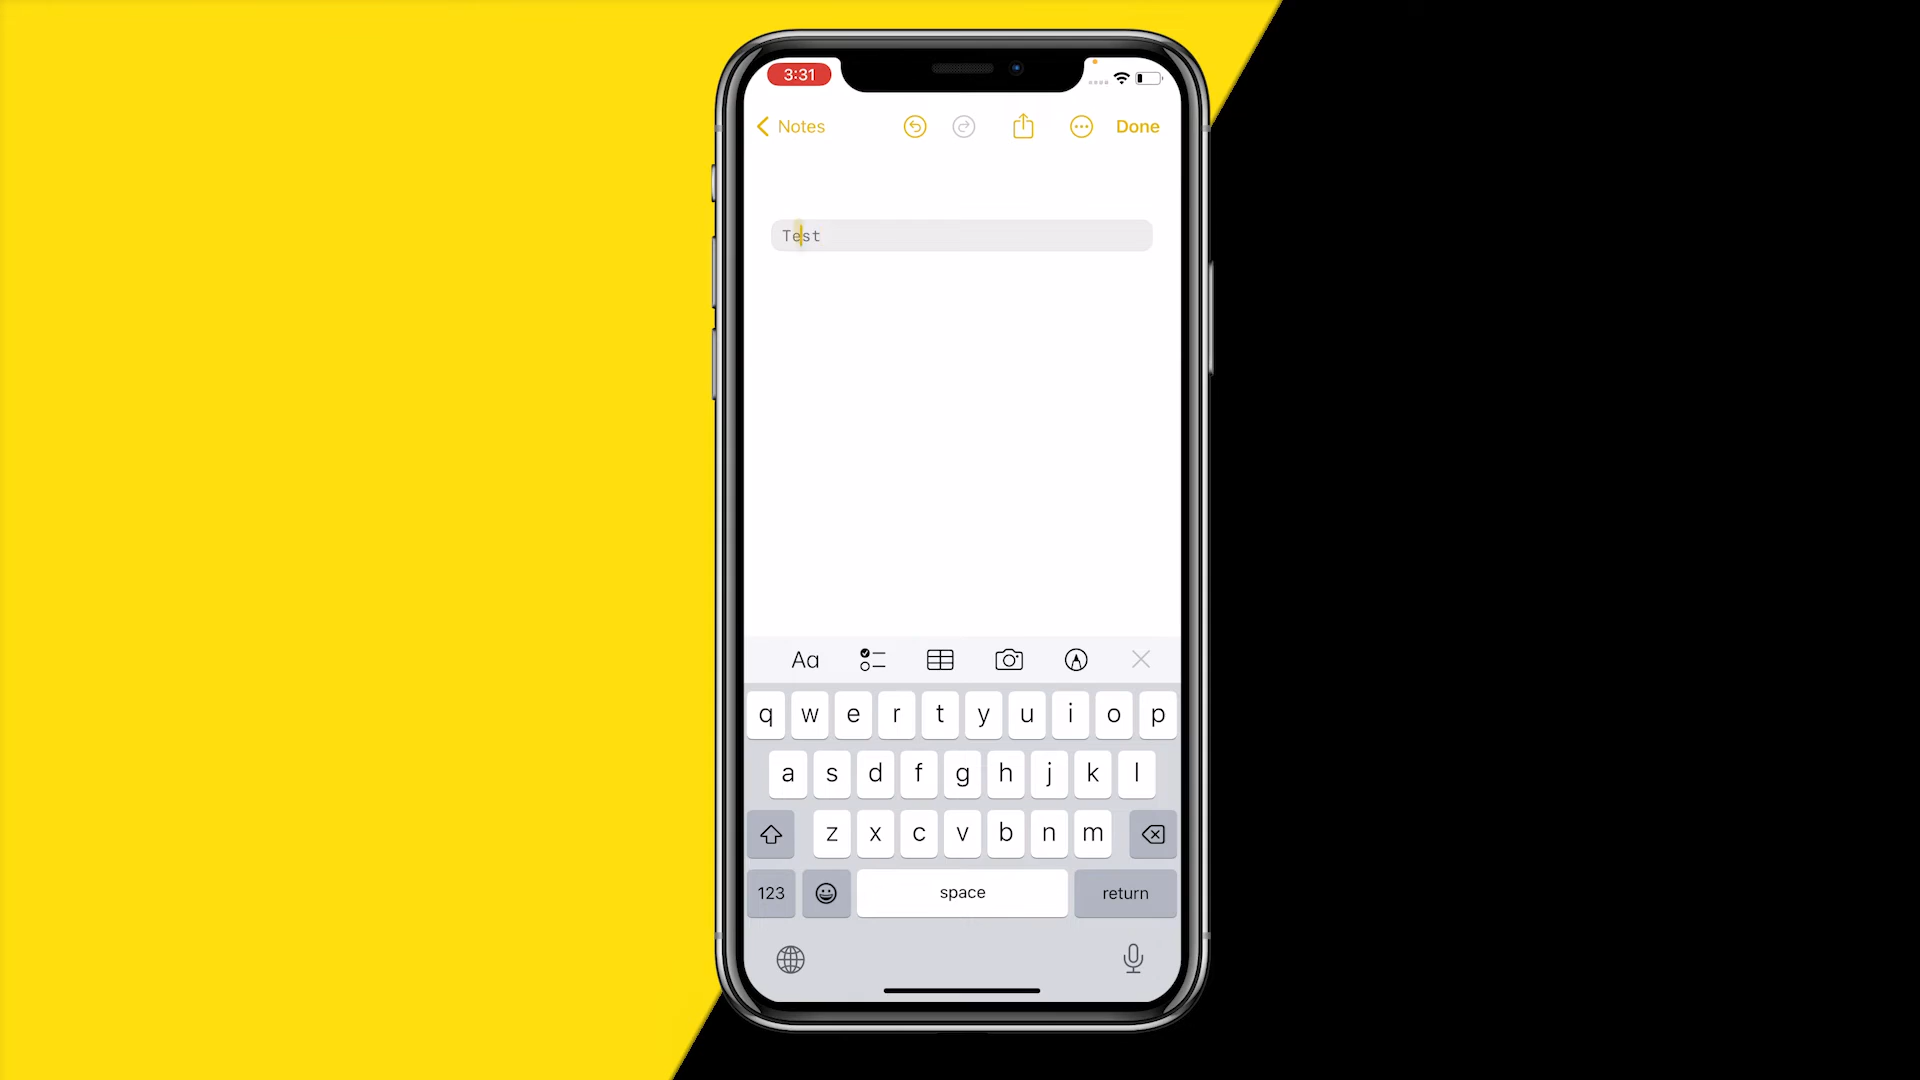 3:31
Notes
Done
Test
Aa
q w e r t y u i o p
a s d f g h j k l
z x c v b n m
123 space return